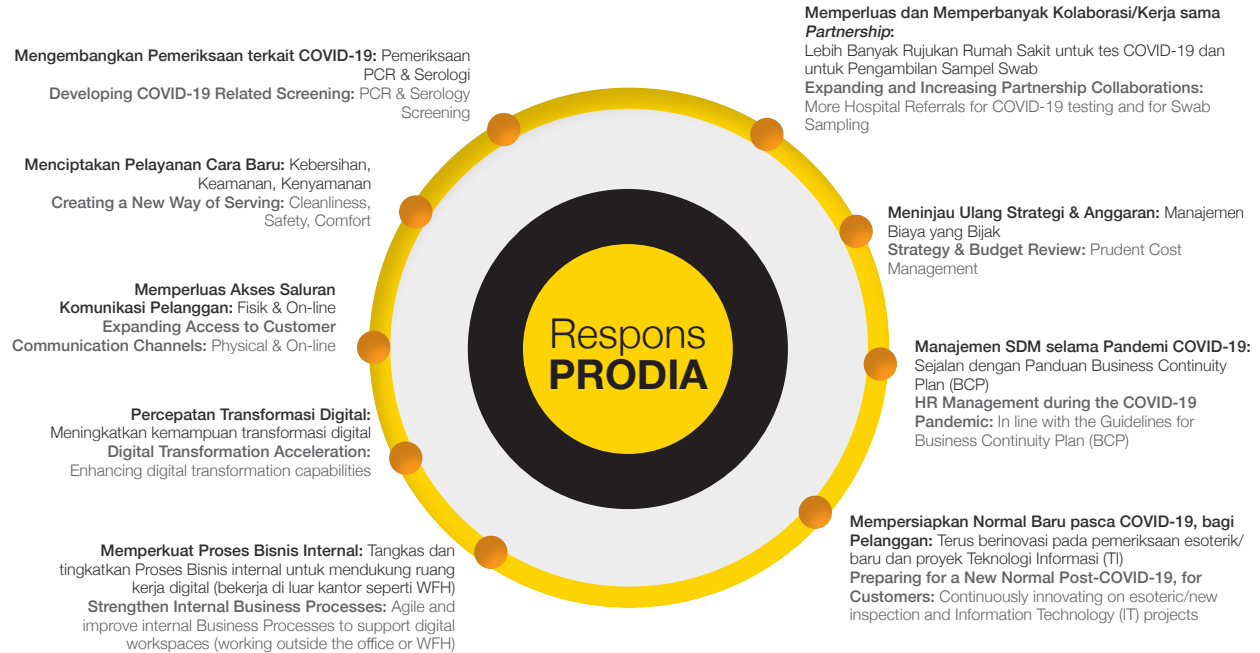 Mengembangkan Pemeriksaan terkait COVID-19: Pemeriksaan
PCR & Serologi
Developing COVID-19 Related Screening: PCR & Serology
Screening
Menciptakan Pelayanan Cara Baru: Kebersihan,
Keamanan, Kenyamanan
Creating a New Way of Serving: Cleanliness,
Safety, Comfort
Memperluas Akses Saluran
Komunikasi Pelanggan: Fisik & On-line
Expanding Access to Customer
Communication Channels: Physical & On-line
Percepatan Transformasi Digital:
Meningkatkan kemampuan transformasi digital
Digital Transformation Acceleration:
Enhancing digital transformation capabilities
Memperkuat Proses Bisnis Internal: Tangkas dan
tingkatkan Proses Bisnis internal untuk mendukung ruang
kerja digital (bekerja di luar kantor seperti WFH)
Strengthen Internal Business Processes: Agile and
improve internal Business Processes to support digital
workspaces (working outside the office or WFH)
Respons
PRODIA
Memperluas dan Memperbanyak Kolaborasi/Kerja sama
Partnership:
Lebih Banyak Rujukan Rumah Sakit untuk tes COVID-19 dan
untuk Pengambilan Sampel Swab
Expanding and Increasing Partnership Collaborations:
More Hospital Referrals for COVID-19 testing and for Swab
Sampling
Meninjau Ulang Strategi & Anggaran: Manajemen
Biaya yang Bijak
Strategy & Budget Review: Prudent Cost
Management
Manajemen SDM selama Pandemi COVID-19:
Sejalan dengan Panduan Business Continuity
Plan (BCP)
HR Management during the COVID-19
Pandemic: In line with the Guidelines for
Business Continuity Plan (BCP)
Mempersiapkan Normal Baru pasca COVID-19, bagi
Pelanggan: Terus berinovasi pada pemeriksaan esoterik/
baru dan proyek Teknologi Informasi (TI)
Preparing for a New Normal Post-COVID-19, for
Customers: Continuously innovating on esoteric/new
inspection and Information Technology (IT) projects